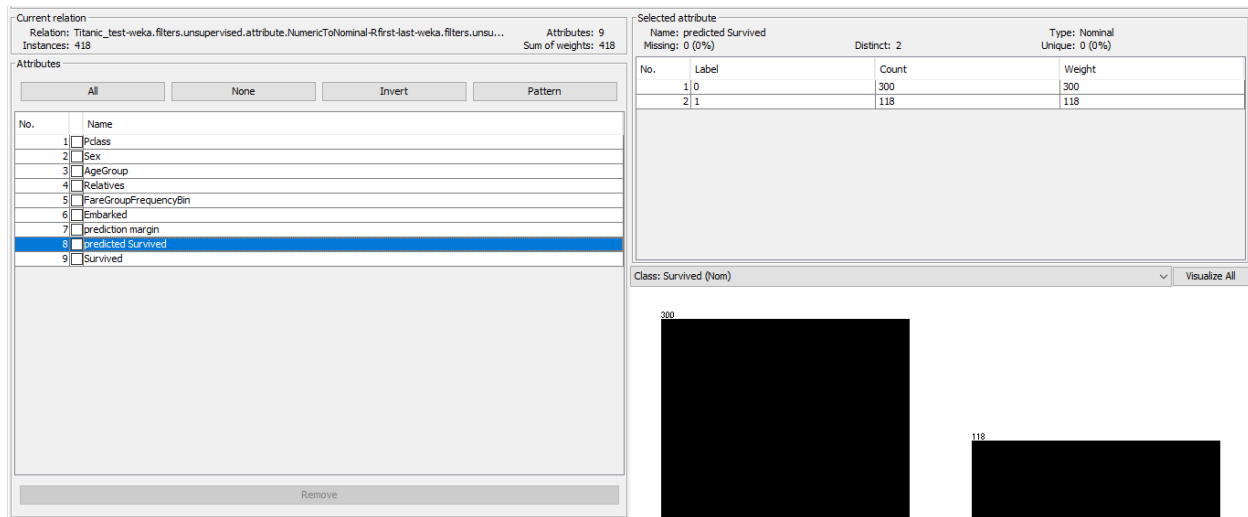 Current relation
Relation: Titanic_test-weka.filters.unsupervised.attribute.NumericToNominal-Rfirst-last-weka.filters.unsu... Attributes: 9
Instances: 418 Sum of weights: 418
Attributes
All None Invert Pattern
No. Name
1 Pclass
2 Sex
3 AgeGroup
4 Relatives
5 FareGroupFrequencyBin
6 Embarked
7 prediction margin
8 predicted Survived
9 Survived
Remove
Selected attribute
Name: predicted Survived Type: Nominal
Missing: 0 (0%) Distinct: 2 Unique: 0 (0%)
No. Label Count Weight
1 0 300 300
2 1 118 118
Class: Survived (Nom) Visualize All
300
118